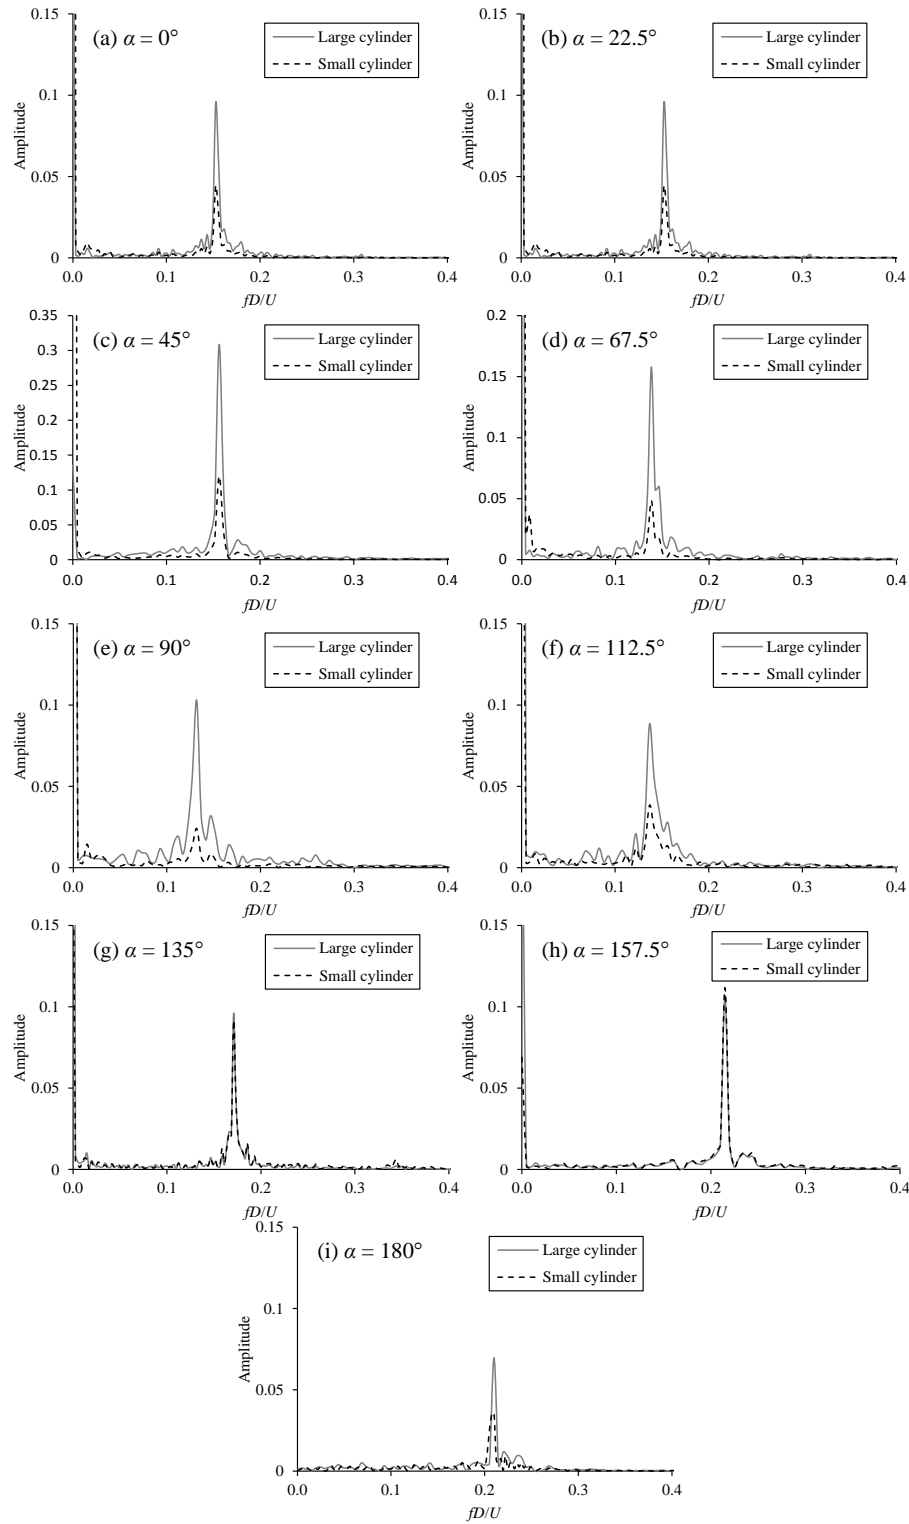 (a) α = 0°
Large cylinder
Small cylinder
Amplitude
0.15
0.1
0.05
0
0.0 0.1 0.2 0.3 0.4
fD/U
(b) α = 22.5°
Large cylinder
Small cylinder
Amplitude
0.15
0.1
0.05
0
0.0 0.1 0.2 0.3 0.4
fD/U
(c) α = 45°
Large cylinder
Small cylinder
Amplitude
0.35
0.3
0.25
0.2
0.15
0.1
0.05
0
0.0 0.1 0.2 0.3 0.4
fD/U
(d) α = 67.5°
Large cylinder
Small cylinder
Amplitude
0.2
0.15
0.1
0.05
0
0.0 0.1 0.2 0.3 0.4
fD/U
(e) α = 90°
Large cylinder
Small cylinder
Amplitude
0.15
0.1
0.05
0
0.0 0.1 0.2 0.3 0.4
fD/U
(f) α = 112.5°
Large cylinder
Small cylinder
Amplitude
0.15
0.1
0.05
0
0.0 0.1 0.2 0.3 0.4
fD/U
(g) α = 135°
Large cylinder
Small cylinder
Amplitude
0.15
0.1
0.05
0
0.0 0.1 0.2 0.3 0.4
fD/U
(h) α = 157.5°
Large cylinder
Small cylinder
Amplitude
0.15
0.1
0.05
0
0.0 0.1 0.2 0.3 0.4
fD/U
(i) α = 180°
Large cylinder
Small cylinder
Amplitude
0.15
0.1
0.05
0
0.0 0.1 0.2 0.3 0.4
fD/U